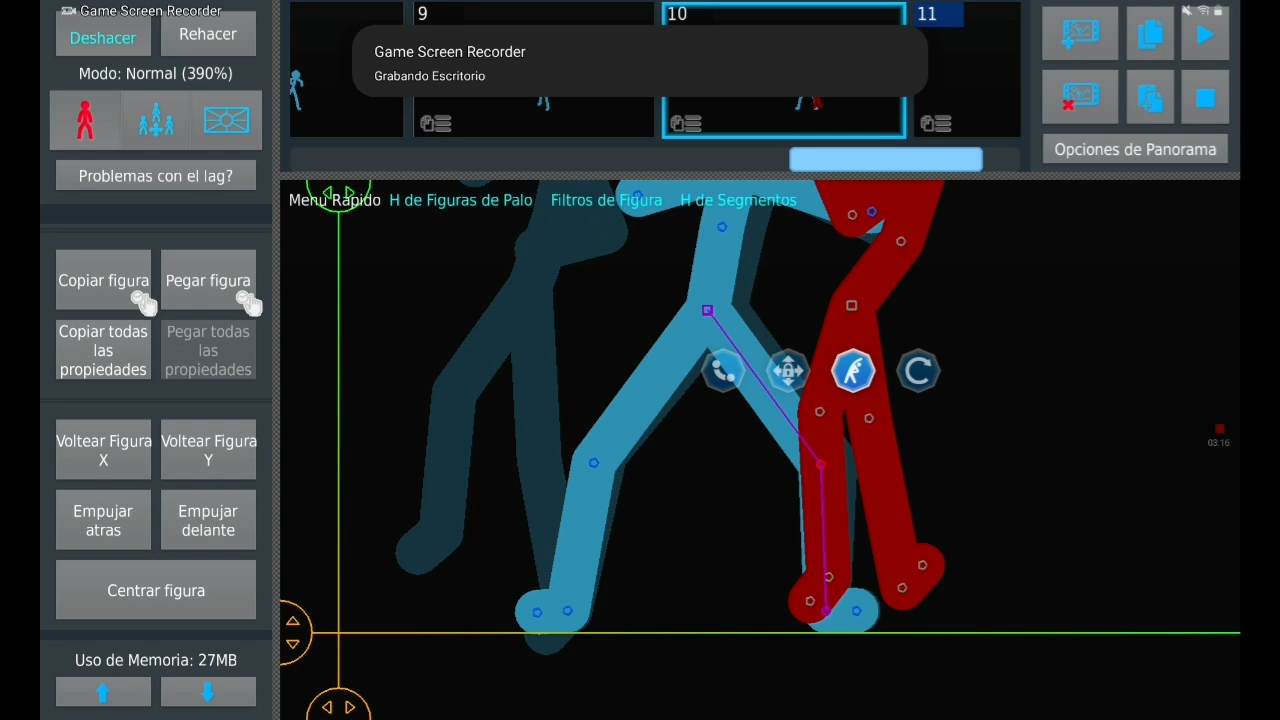 Game Screen Recorder
Deshacer
Rehacer
Modo: Normal (390%)
Problemas con el lag?
Copiar figura
Pegar figura
Copiar todas
las
propiedades
Pegar todas
las
propiedades
Voltear Figura
X
Voltear Figura
Y
Empujar
atras
Empujar
delante
Centrar figura
Uso de Memoria: 27MB
9
10
11
Game Screen Recorder
Grabando Escritorio
Opciones de Panorama
Menú Rápido
H de Figuras de Palo
Filtros de Figura
H de Segmentos
03:16